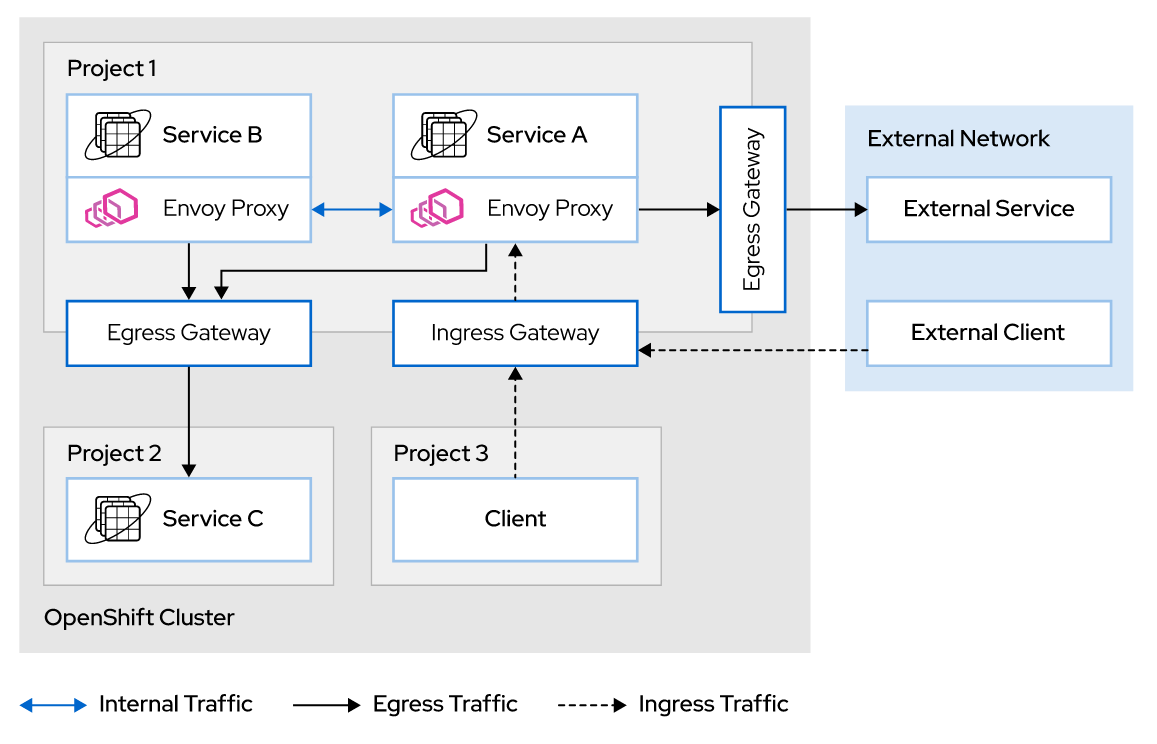 Project 1
Service B
Service A
Envoy Proxy
Envoy Proxy
Egress Gateway
External Network
External Service
External Client
Egress Gateway
Ingress Gateway
Project 2
Service C
Project 3
Client
OpenShift Cluster
Internal Traffic
Egress Traffic
Ingress Traffic